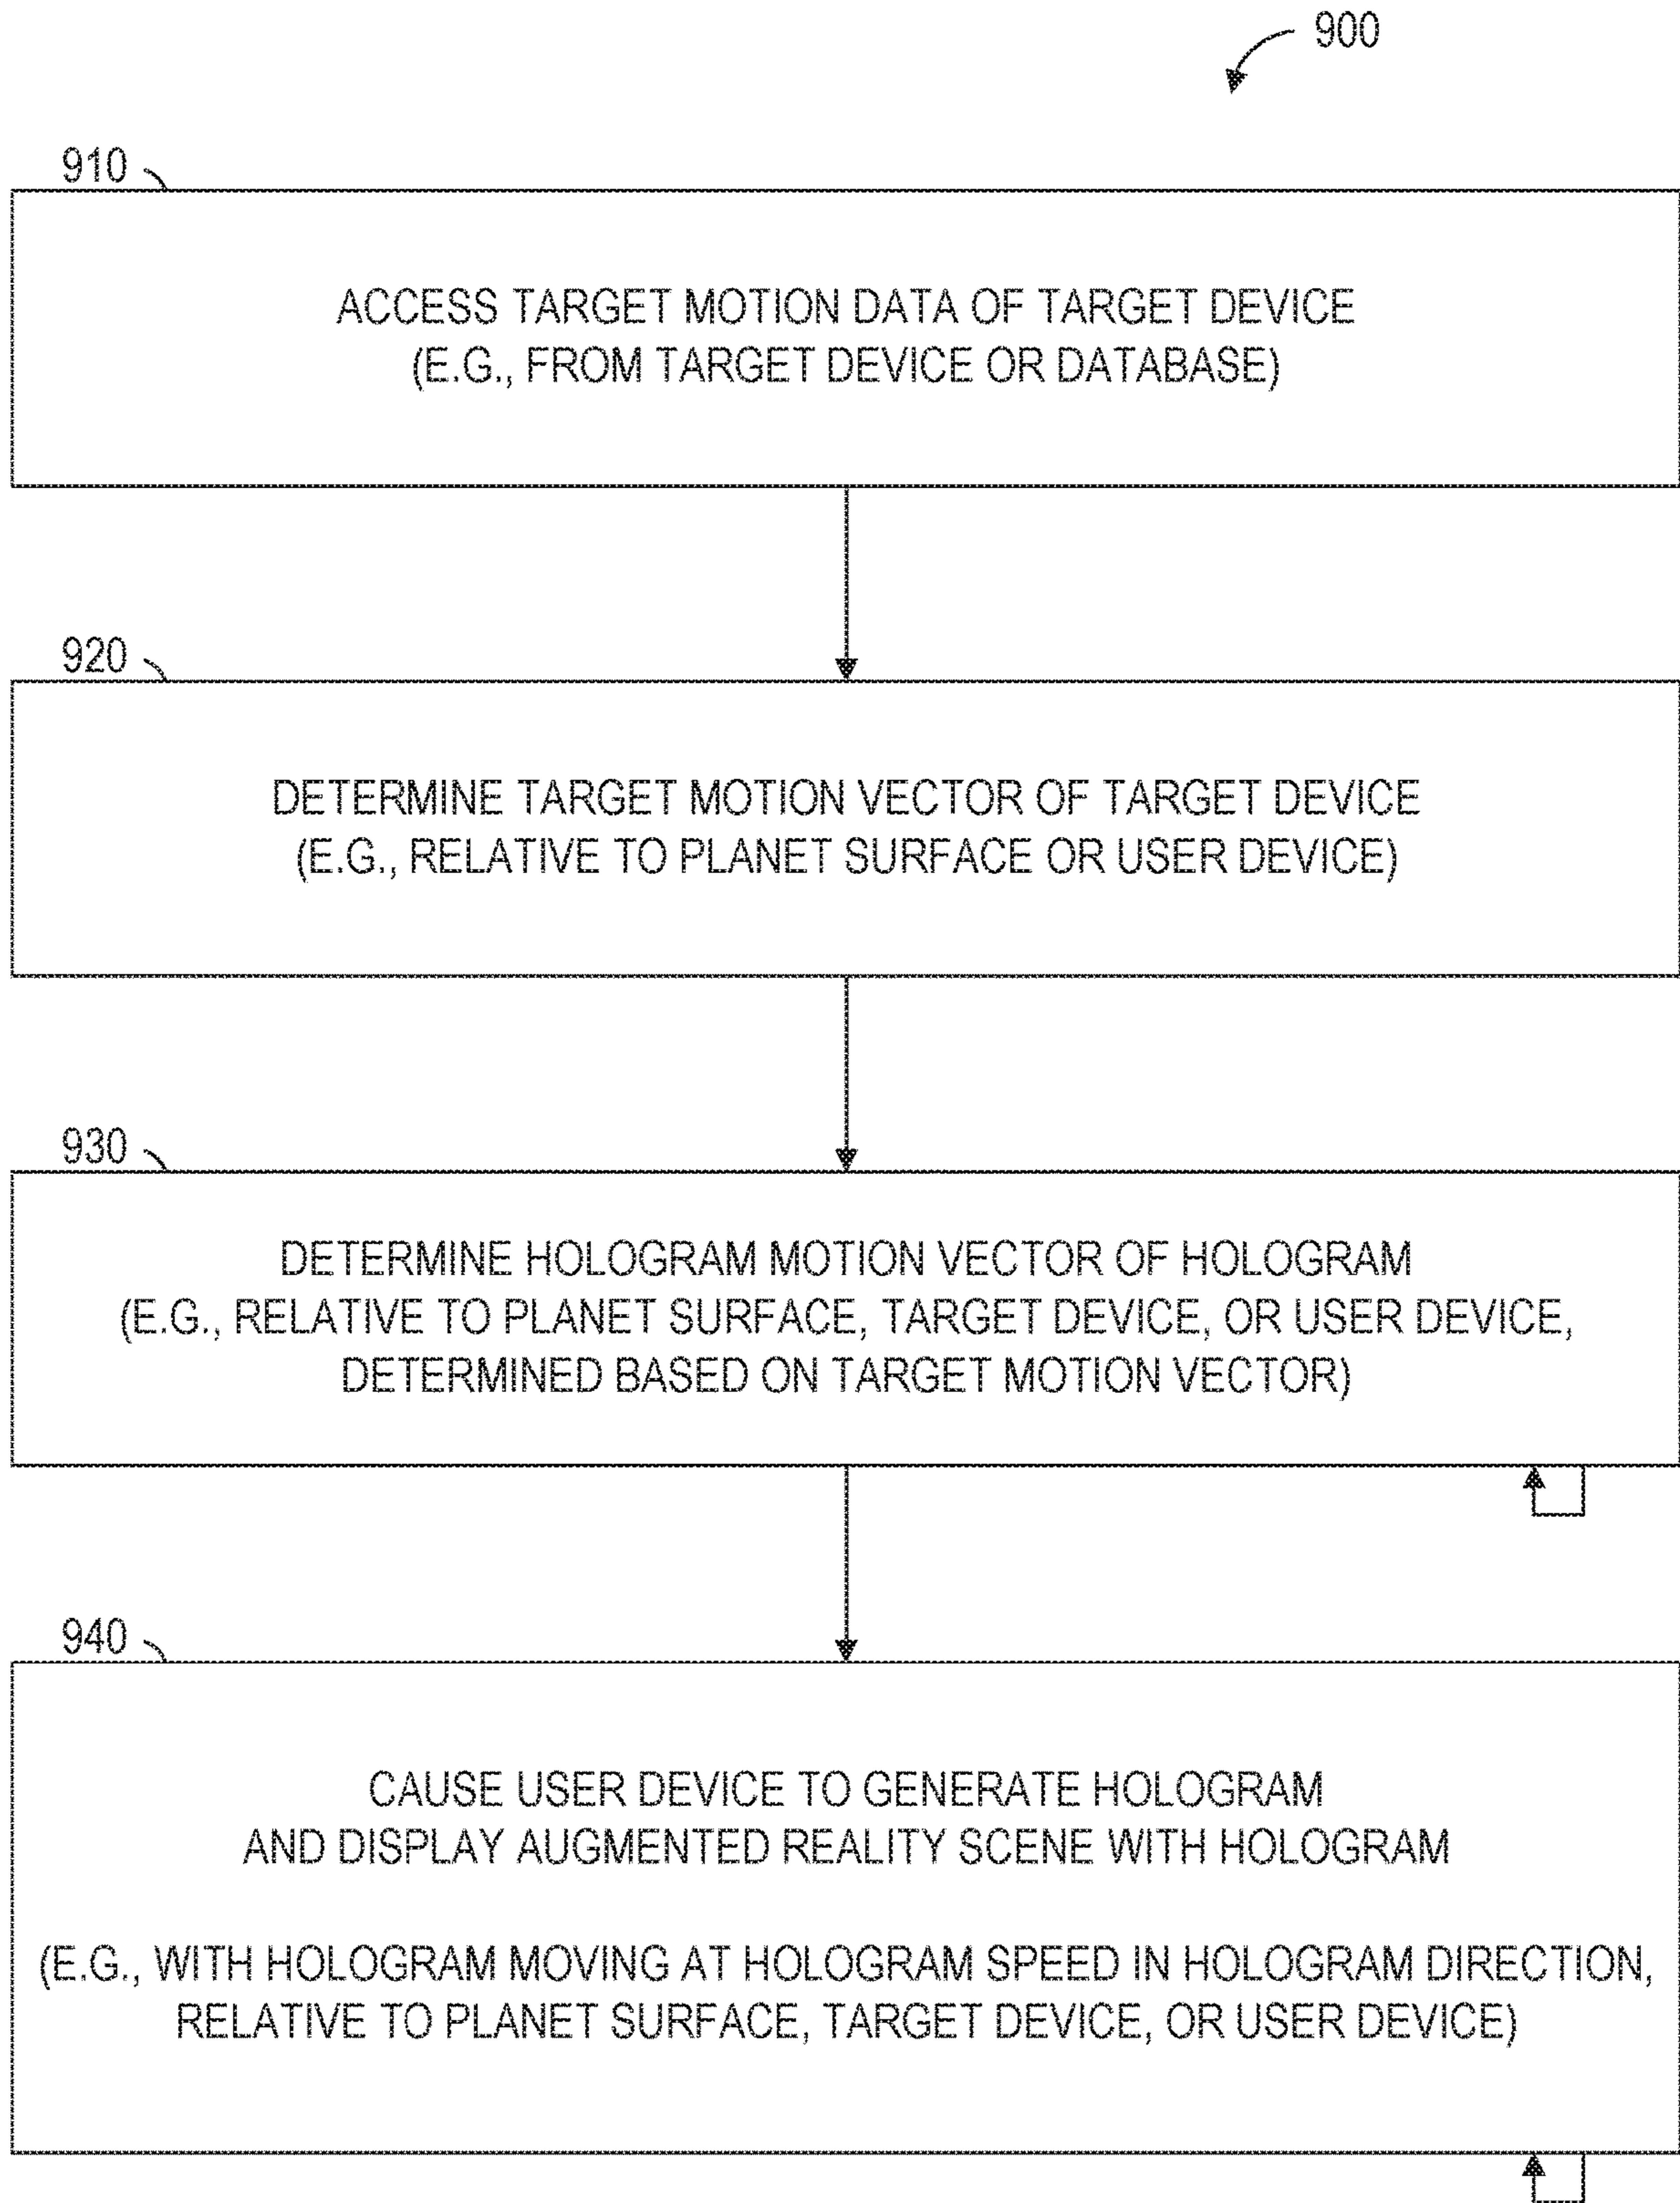 900
910
ACCESS TARGET MOTION DATA OF TARGET DEVICE
(E.G., FROM TARGET DEVICE OR DATABASE)
920
DETERMINE TARGET MOTION VECTOR OF TARGET DEVICE
(E.G., RELATIVE TO PLANET SURFACE OR USER DEVICE)
930
DETERMINE HOLOGRAM MOTION VECTOR OF HOLOGRAM
(E.G., RELATIVE TO PLANET SURFACE, TARGET DEVICE, OR USER DEVICE,
DETERMINED BASED ON TARGET MOTION VECTOR)
940
CAUSE USER DEVICE TO GENERATE HOLOGRAM
AND DISPLAY AUGMENTED REALITY SCENE WITH HOLOGRAM
(E.G., WITH HOLOGRAM MOVING AT HOLOGRAM SPEED IN HOLOGRAM DIRECTION,
RELATIVE TO PLANET SURFACE, TARGET DEVICE, OR USER DEVICE)